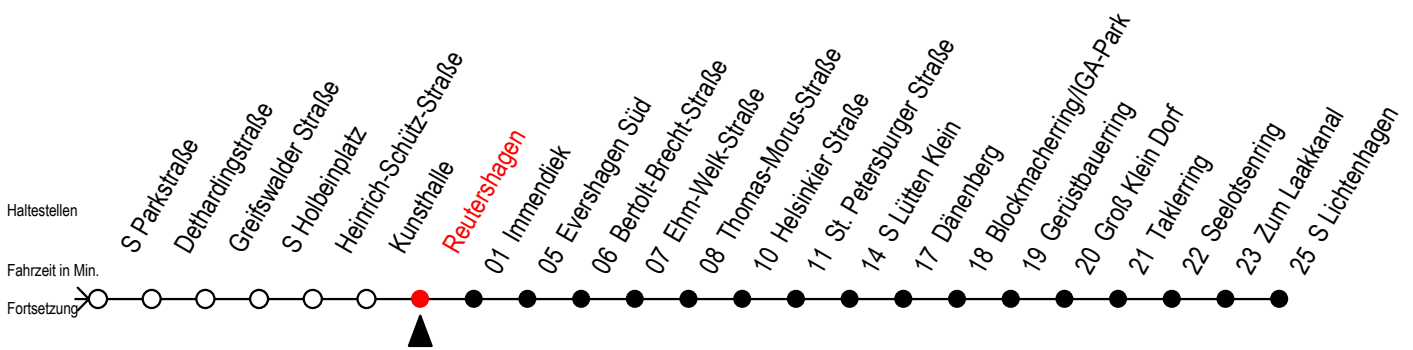 Haltestellen
Fahrzeit in Min.
Fortsetzung
S Parkstraße
Dethardingstraße
Greifswalder Straße
S Holbeinplatz
Heinrich-Schütz-Straße
Kunsthalle
Reutershagen
01 Immendiek
05 Evershagen Süd
06 Bertolt-Brecht-Straße
07 Ehm-Welk-Straße
08 Thomas-Morus-Straße
10 Helsinkier Straße
11 St. Petersburger Straße
14 S Lütten Klein
17 Dänenberg
18 Blockmacherring/IGA-Park
19 Gerüstbauerring
20 Groß Klein Dorf
21 Taklerring
22 Seelotsenring
23 Zum Laakkanal
25 S Lichtenhagen